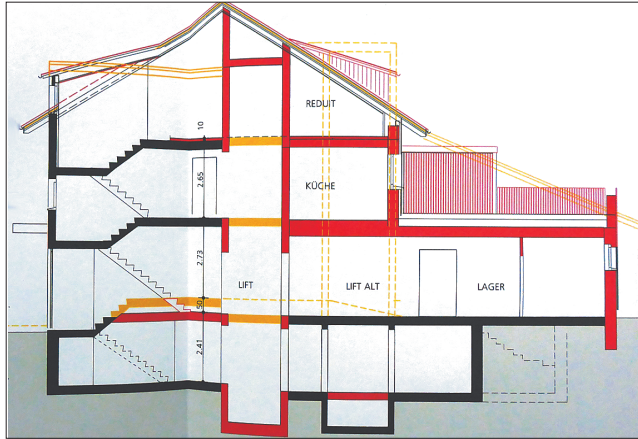 REDUIT
10
2.65
KÜCHE
2.73
LIFT
LIFT ALT
LAGER
50
2.41